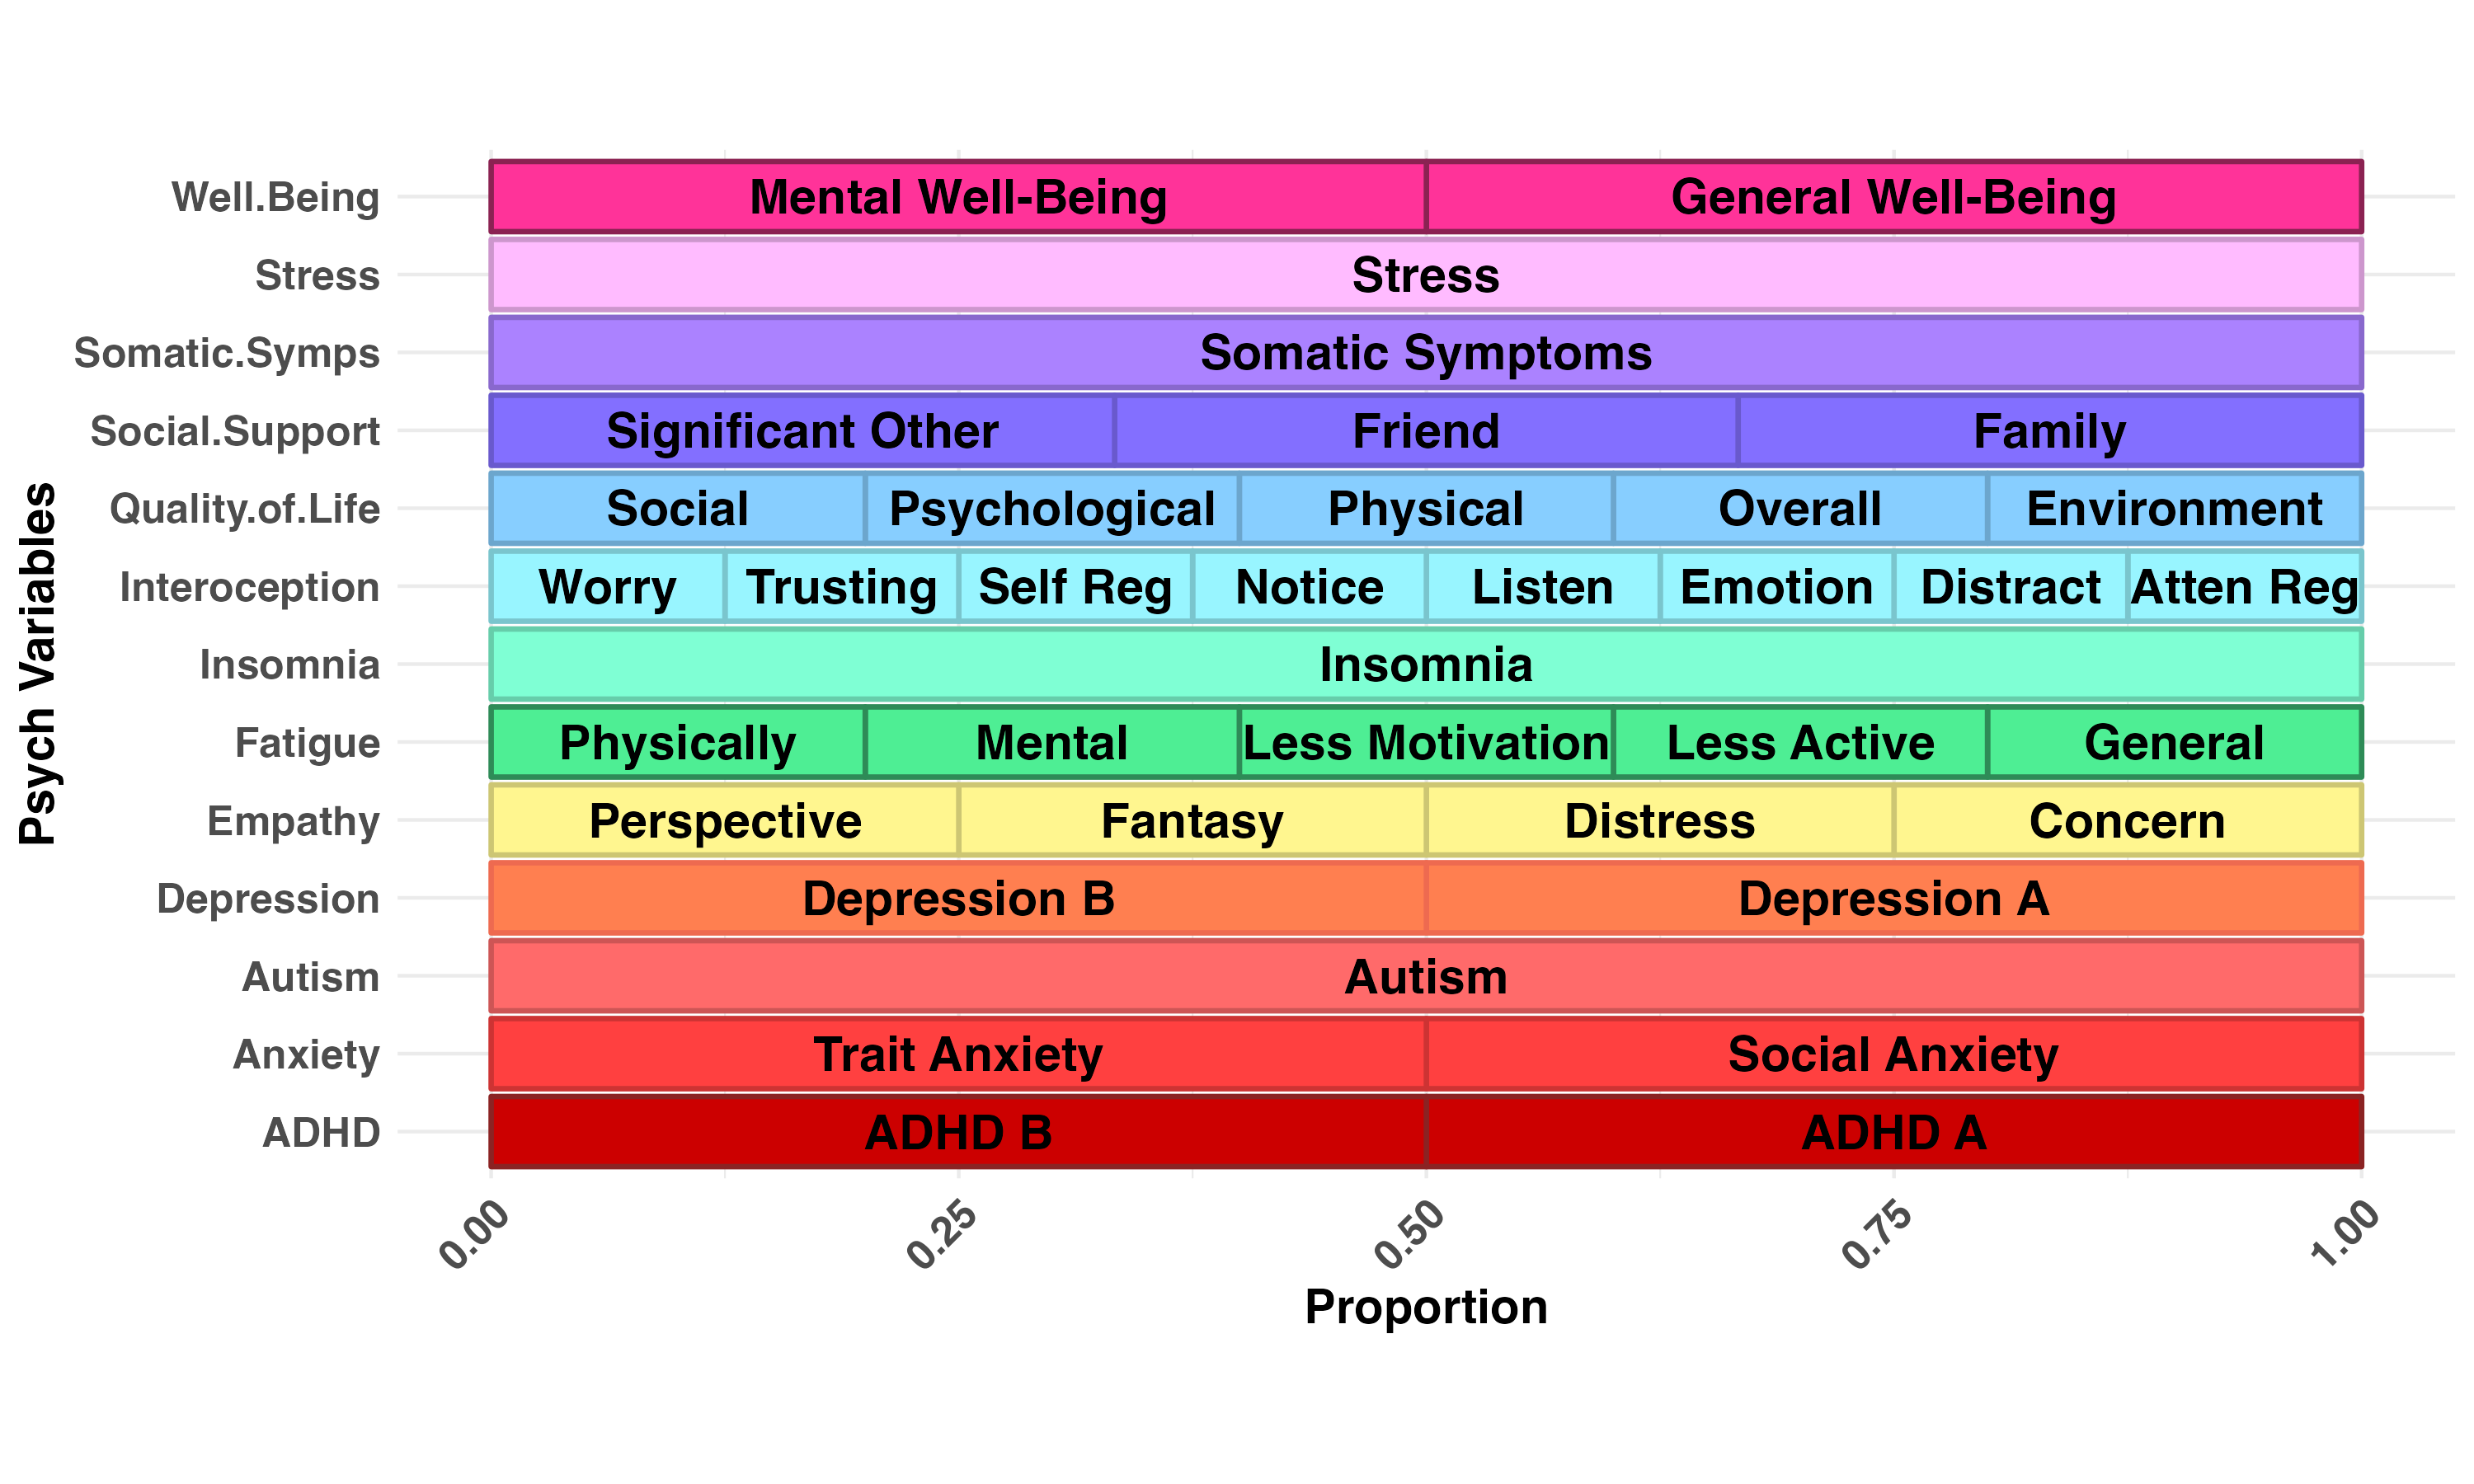 Psych Variables
Well.Being Mental Well-Being General Well-Being
Stress Stress
Somatic.Symps Somatic Symptoms
Social.Support Significant Other Friend Family
Quality.of.Life Social Psychological Physical Overall Environment
Interoception Worry Trusting Self Reg Notice Listen Emotion Distract Atten Reg
Insomnia Insomnia
Fatigue Physically Mental Less Motivation Less Active General
Empathy Perspective Fantasy Distress Concern
Depression Depression B Depression A
Autism Autism
Anxiety Trait Anxiety Social Anxiety
ADHD ADHD B ADHD A
0.00 0.25 0.50 0.75 1.00
Proportion